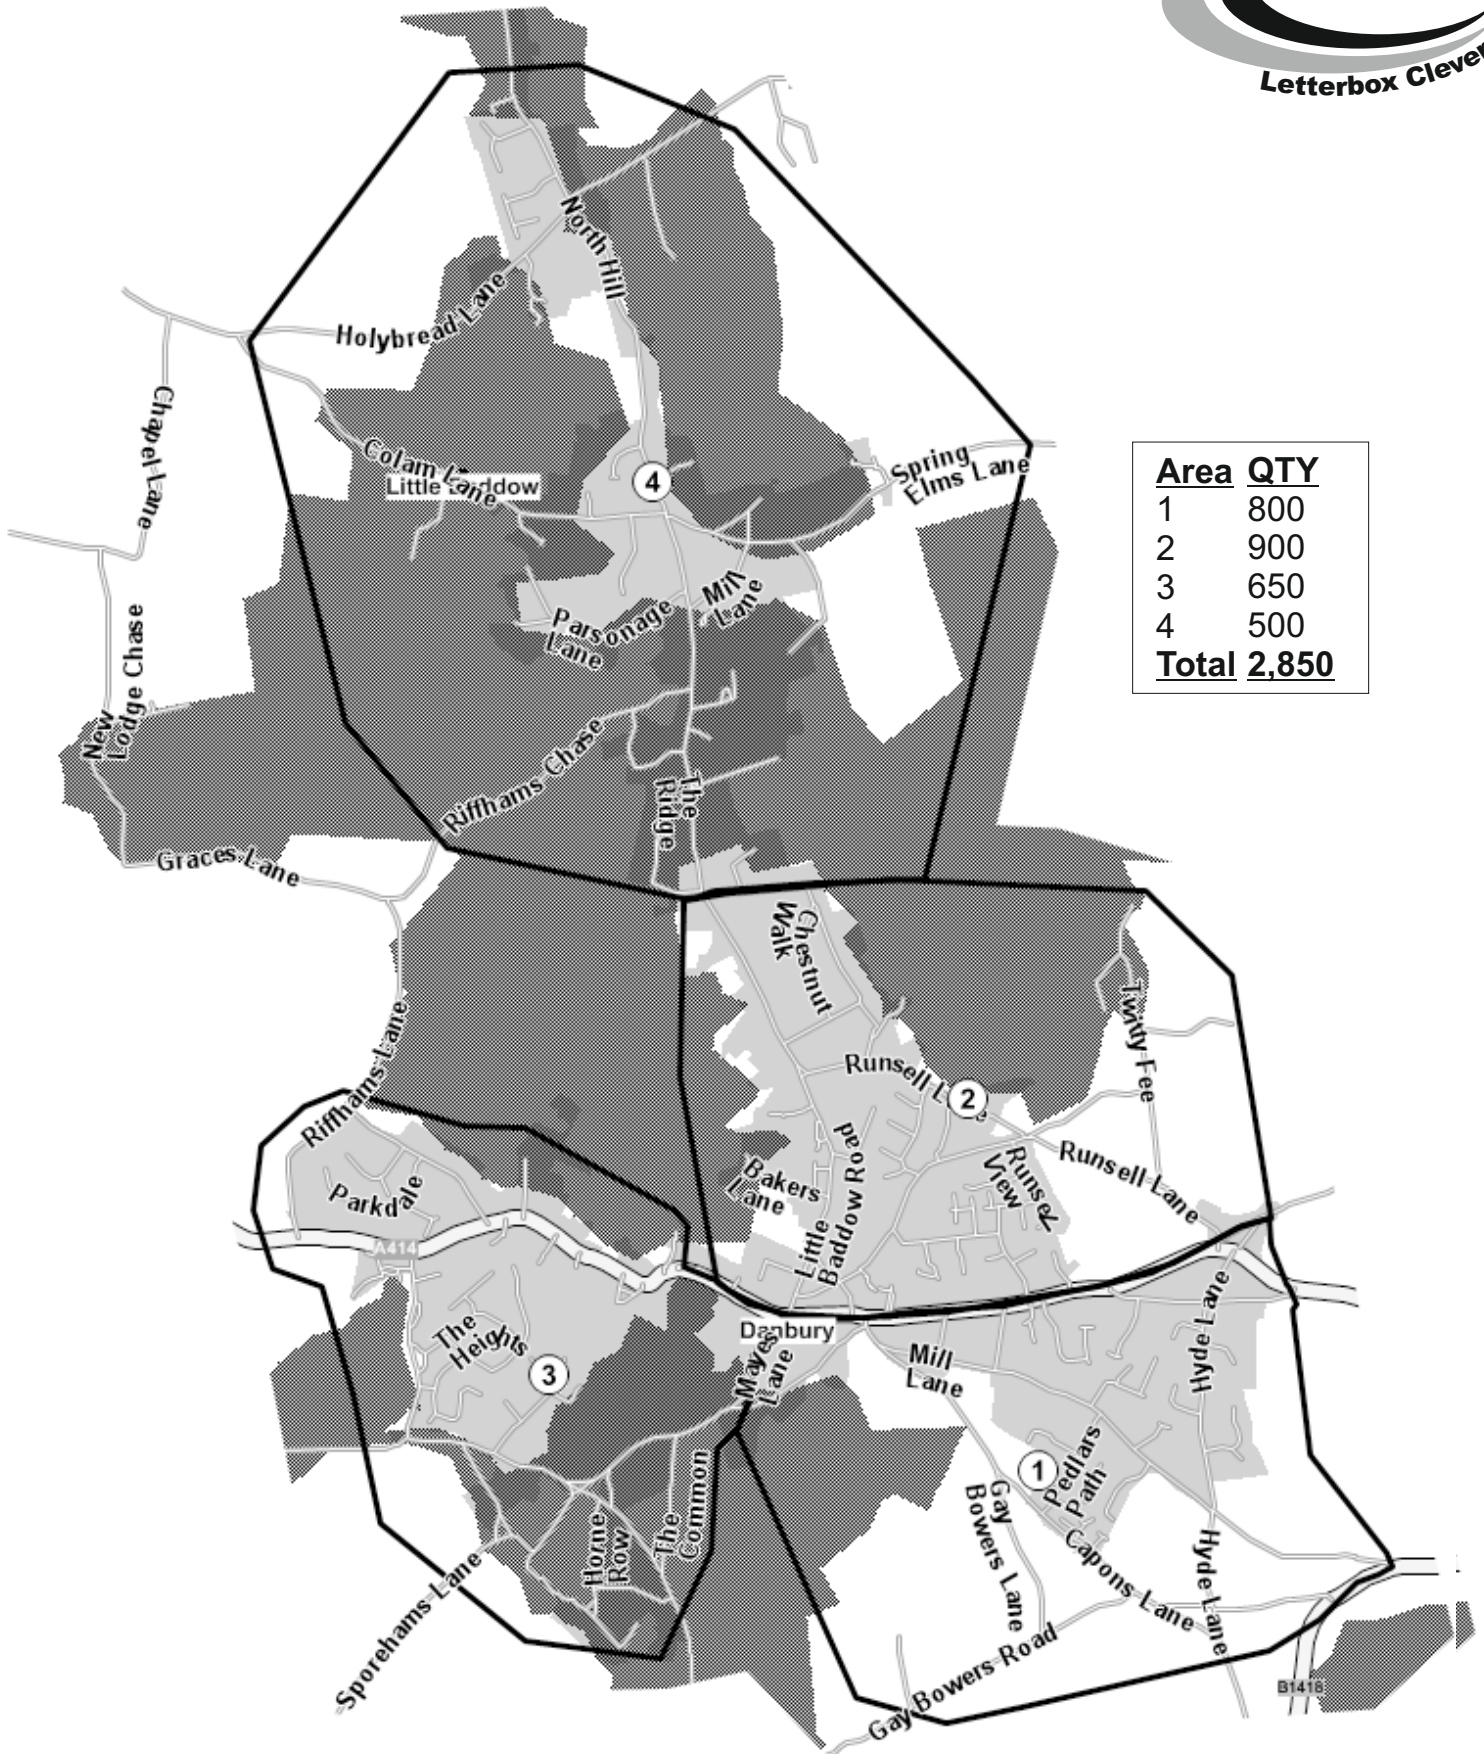 Letterbox Clever
North Hill
Holybread Lane
Chapel Lane
Colam Lane
Little
Spring
Elms Lane
4
Area QTY
1 800
2 900
3 650
4 500
Total 2,850
Mill
Lane
Parsonage
Lane
New
Lodge Chase
Riffhams Chase
The
Ridge
Graces Lane
Chestnut
Walk
Twitty Fee
Riffhams Lane
Runsell
2
Bakers
Lane
Little
Baddow Road
Runsell
View
Runsell Lane
Parkdale
A414
Danbury
The
Heights
3
Mayes
Lane
Mill
Lane
Hyde Lane
1
Pedlars
Path
Gay
Bowers Lane
Capons Lane
Hyde Lane
The
Common
Horne
Row
Sporehams Lane
Gay Bowers Road
B1418